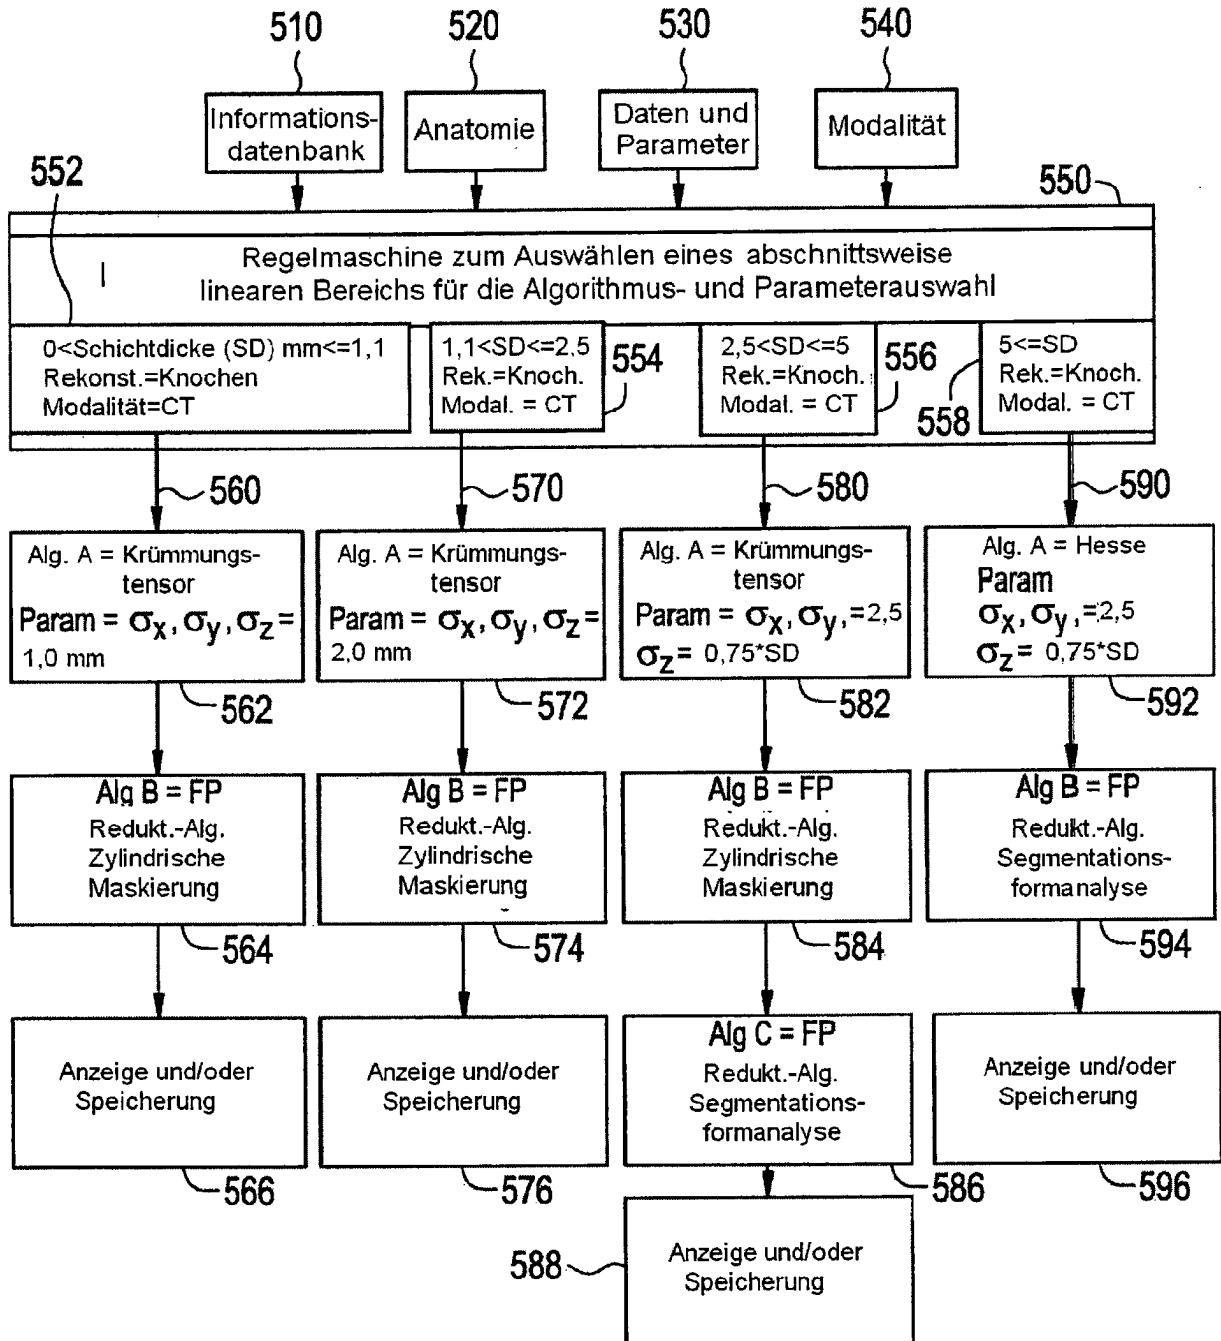 510
520
530
540
Informations-
datenbank
Anatomie
Daten und
Parameter
Modalität
552
550
Regelmaschine zum Auswählen eines abschnittsweise
linearen Bereichs für die Algorithmus- und Parameterauswahl
0<Schichtdicke (SD) mm<=1,1
Rekonst.=Knochen
Modalität=CT
1,1<SD<=2,5
Rek.=Knoch.
Modal. = CT
554
2,5<SD<=5
Rek.=Knoch.
Modal. = CT
556
558
5<=SD
Rek.=Knoch.
Modal. = CT
560
570
580
590
Alg. A = Krümmungs-
tensor
Param = σx, σy, σz =
1,0 mm
562
Alg. A = Krümmungs-
tensor
Param = σx, σy, σz =
2,0 mm
572
Alg. A = Krümmungs-
tensor
Param = σx, σy, =2,5
σz = 0,75*SD
582
Alg. A = Hesse
Param
σx, σy, =2,5
σz = 0,75*SD
592
Alg B = FP
Redukt.-Alg.
Zylindrische
Maskierung
564
Alg B = FP
Redukt.-Alg.
Zylindrische
Maskierung
574
Alg B = FP
Redukt.-Alg.
Zylindrische
Maskierung
584
Alg B = FP
Redukt.-Alg.
Segmentations-
formanalyse
594
Anzeige und/oder
Speicherung
566
Anzeige und/oder
Speicherung
576
Alg C = FP
Redukt.-Alg.
Segmentations-
formanalyse
586
Anzeige und/oder
Speicherung
596
588
Anzeige und/oder
Speicherung